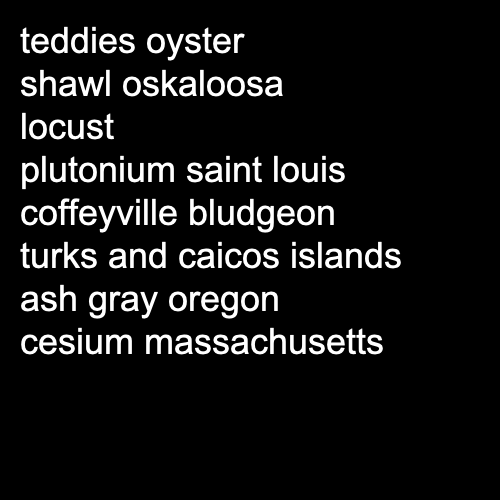 teddies oyster
shawl oskaloosa
locust
plutonium saint louis
coffeyville bludgeon
turks and caicos islands
ash gray oregon
cesium massachusetts